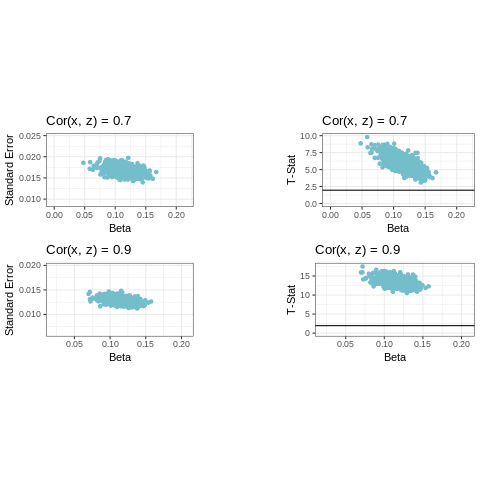 Cor(x, z) = 0.7
Standard Error
0.025
0.020
0.015
0.010
0.00 0.05 0.10 0.15 0.20
Beta
Cor(x, z) = 0.7
T-Stat
10.0
7.5
5.0
2.5
0.0
0.00 0.05 0.10 0.15 0.20
Beta
Cor(x, z) = 0.9
Standard Error
0.020
0.015
0.010
0.05 0.10 0.15 0.20
Beta
Cor(x, z) = 0.9
T-Stat
15
10
5
0
0.05 0.10 0.15 0.20
Beta